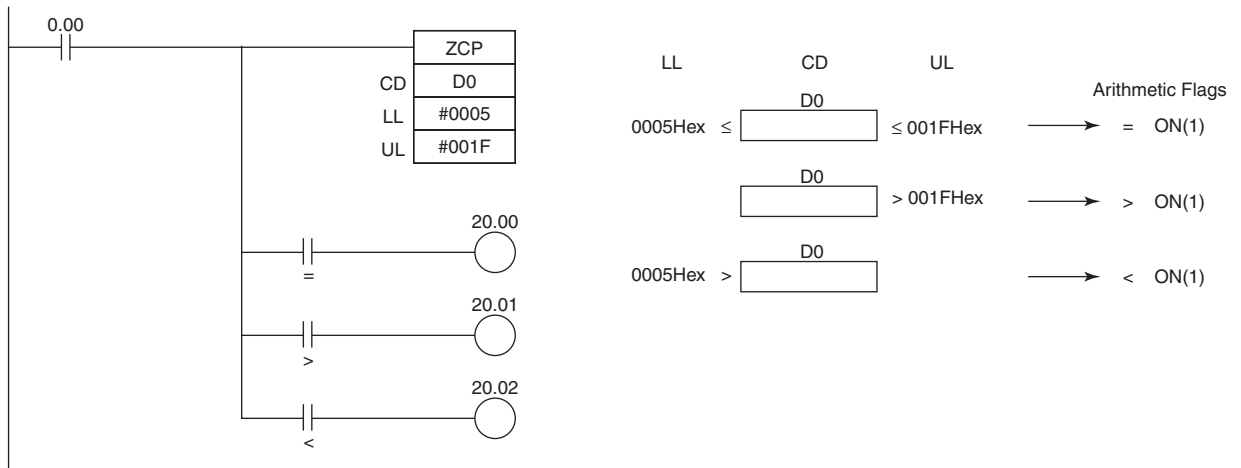 0.00
ZCP
CD D0
LL #0005
UL #001F
20.00
=
20.01
>
20.02
<
LL CD UL
Arithmetic Flags
D0
0005Hex ≤ ≤ 001FHex = ON(1)
D0
> 001FHex > ON(1)
D0
0005Hex > < ON(1)